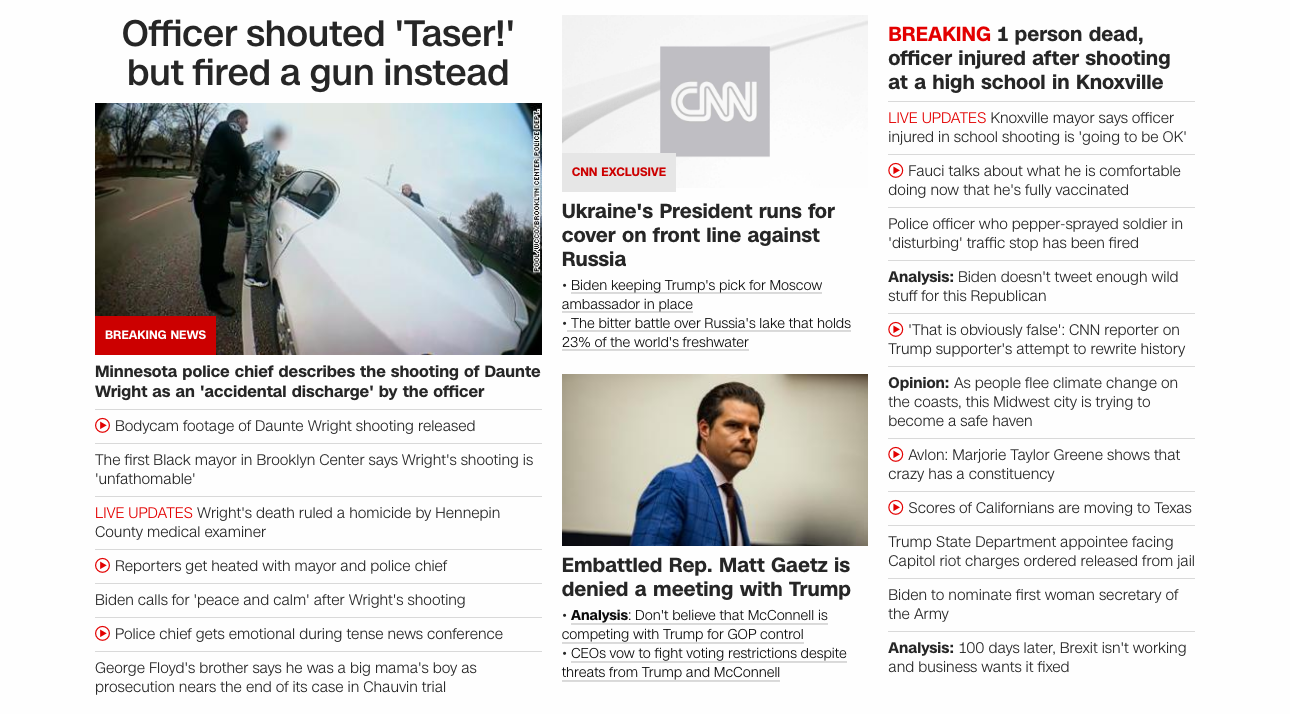 Officer shouted 'Taser!'
but fired a gun instead
POOL/WCCO/BROOKLYN CENTER POLICE DEPT.
BREAKING NEWS
Minnesota police chief describes the shooting of Daunte
Wright as an 'accidental discharge' by the officer
Bodycam footage of Daunte Wright shooting released
The first Black mayor in Brooklyn Center says Wright's shooting is
'unfathomable'
LIVE UPDATES Wright's death ruled a homicide by Hennepin
County medical examiner
Reporters get heated with mayor and police chief
Biden calls for 'peace and calm' after Wright's shooting
Police chief gets emotional during tense news conference
George Floyd's brother says he was a big mama's boy as
prosecution nears the end of its case in Chauvin trial
CNN
CNN EXCLUSIVE
Ukraine's President runs for
cover on front line against
Russia
• Biden keeping Trump's pick for Moscow
ambassador in place
• The bitter battle over Russia's lake that holds
23% of the world's freshwater
Embattled Rep. Matt Gaetz is
denied a meeting with Trump
• Analysis: Don't believe that McConnell is
competing with Trump for GOP control
• CEOs vow to fight voting restrictions despite
threats from Trump and McConnell
BREAKING 1 person dead,
officer injured after shooting
at a high school in Knoxville
LIVE UPDATES Knoxville mayor says officer
injured in school shooting is 'going to be OK'
Fauci talks about what he is comfortable
doing now that he's fully vaccinated
Police officer who pepper-sprayed soldier in
'disturbing' traffic stop has been fired
Analysis: Biden doesn't tweet enough wild
stuff for this Republican
'That is obviously false': CNN reporter on
Trump supporter's attempt to rewrite history
Opinion: As people flee climate change on
the coasts, this Midwest city is trying to
become a safe haven
Avlon: Marjorie Taylor Greene shows that
crazy has a constituency
Scores of Californians are moving to Texas
Trump State Department appointee facing
Capitol riot charges ordered released from jail
Biden to nominate first woman secretary of
the Army
Analysis: 100 days later, Brexit isn't working
and business wants it fixed